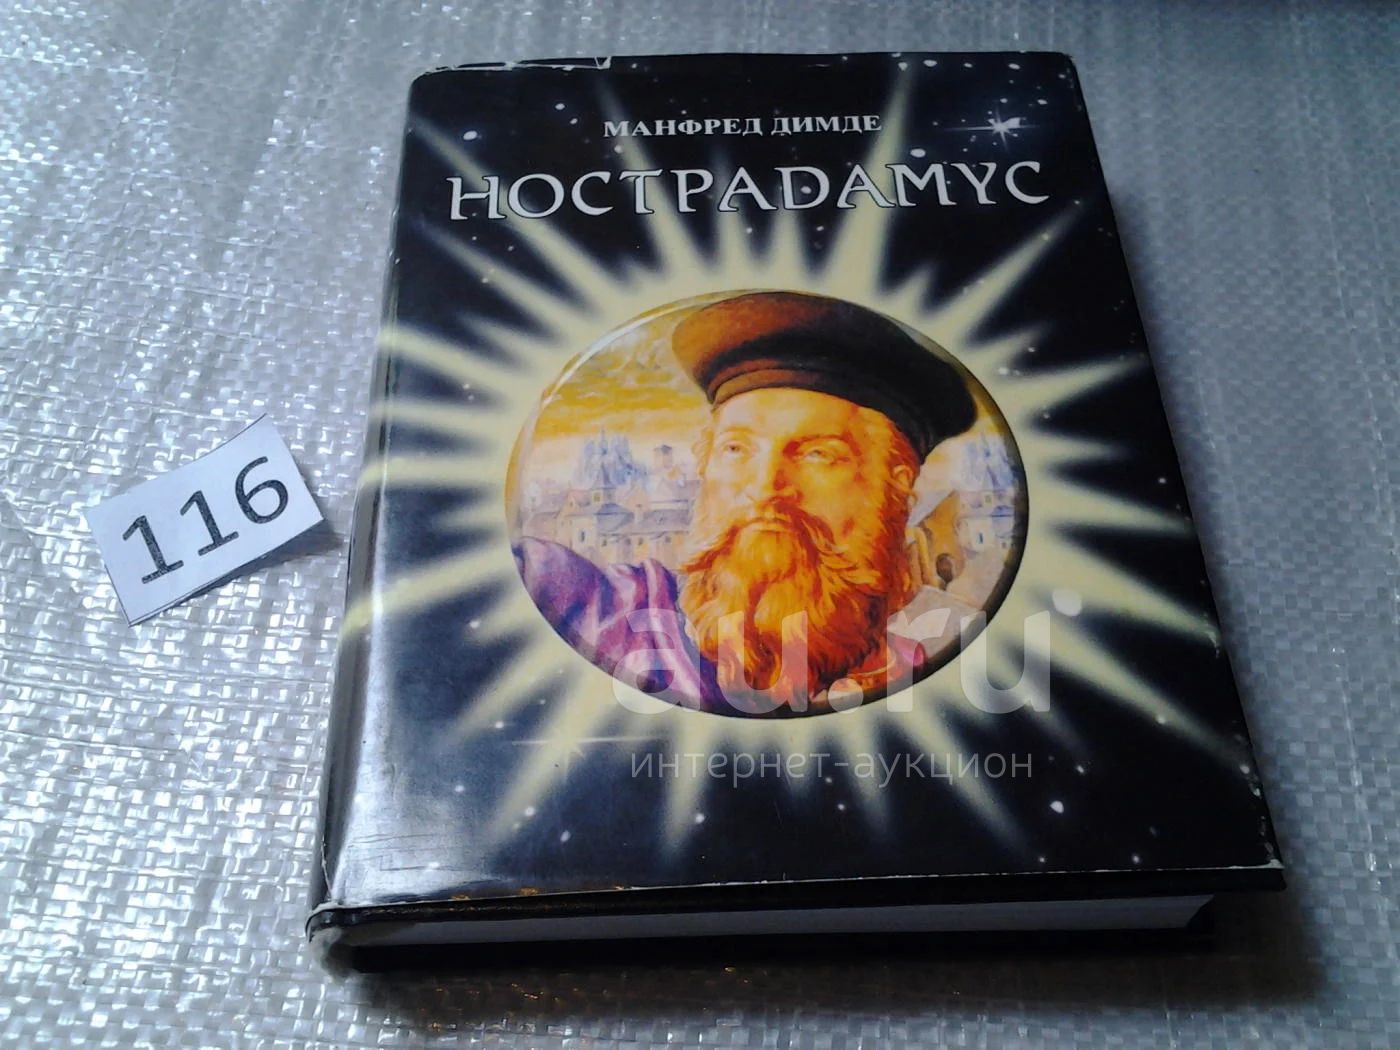 МАНФРЕД ДИМДЕ
НОСТРАДАМУС
116
au.ru
интернет-аукцион